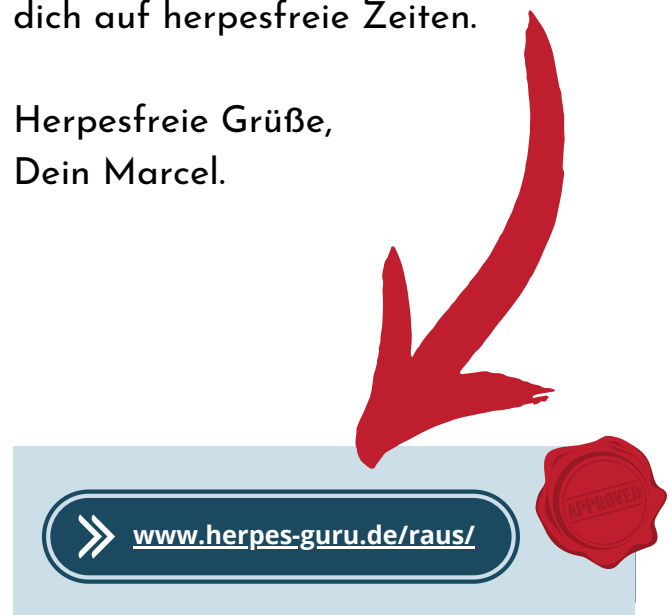 dich auf herpesfreie Zeiten.
Herpesfreie Grüße,
Dein Marcel.
www.herpes-guru.de/raus/
APPROVED